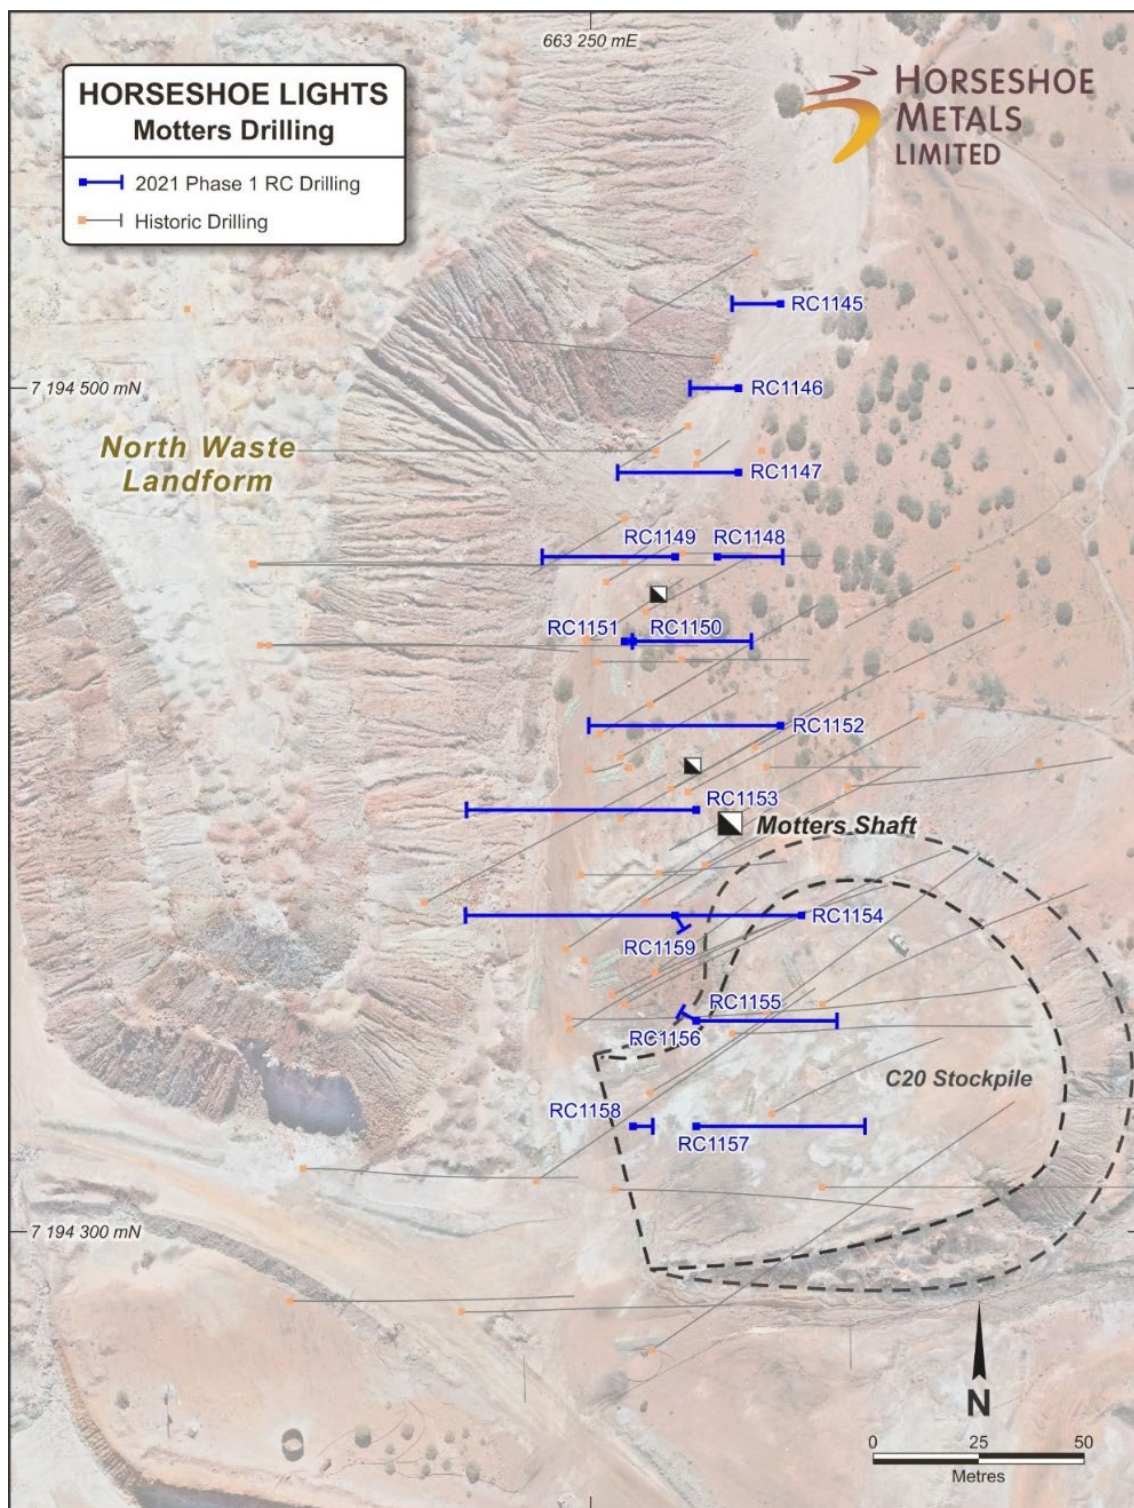 663 250 mE
HORSESHOE LIGHTS
Motters Drilling
2021 Phase 1 RC Drilling
Historic Drilling
HORSESHOE
METALS
LIMITED
RC1145
7 194 500 mN
RC1146
North Waste
Landform
RC1147
RC1149
RC1148
RC1151
RC1150
RC1152
RC1153
Motters Shaft
RC1154
RC1159
RC1155
RC1156
C20 Stockpile
RC1158
RC1157
7 194 300 mN
N
0 25 50
Metres